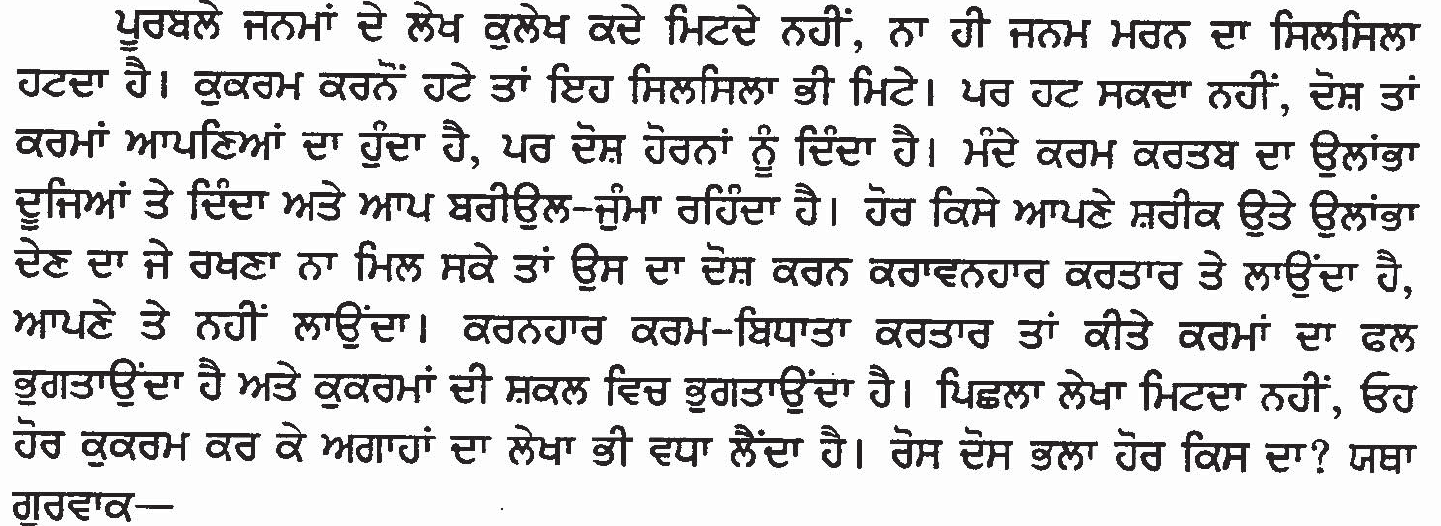 ਪੂਰਬਲੇ ਜਨਮਾਂ ਦੇ ਲੇਖ ਕੁਲੇਖ ਕਦੇ ਮਿਟਦੇ ਨਹੀਂ, ਨਾ ਹੀ ਜਨਮ ਮਰਨ ਦਾ ਸਿਲਸਿਲਾ
ਹਟਦਾ ਹੈ। ਕੁਕਰਮ ਕਰਨੋਂ ਹਟੇ ਤਾਂ ਇਹ ਸਿਲਸਿਲਾ ਭੀ ਮਿਟੇ। ਪਰ ਹਟ ਸਕਦਾ ਨਹੀਂ, ਦੋਸ਼ ਤਾਂ
ਕਰਮਾਂ ਆਪਣਿਆਂ ਦਾ ਹੁੰਦਾ ਹੈ, ਪਰ ਦੋਸ਼ ਹੋਰਨਾਂ ਨੂੰ ਦਿੰਦਾ ਹੈ। ਮੰਦੇ ਕਰਮ ਕਰਤਬ ਦਾ ਉਲਾਂਭਾ
ਦੂਜਿਆਂ ਤੇ ਦਿੰਦਾ ਅਤੇ ਆਪ ਬਰੀਉਲ-ਜੁੰਮਾ ਰਹਿੰਦਾ ਹੈ। ਹੋਰ ਕਿਸੇ ਆਪਣੇ ਸ਼ਰੀਕ ਉਤੇ ਉਲਾਂਭਾ
ਦੇਣ ਦਾ ਜੇ ਰਖਣਾ ਨਾ ਮਿਲ ਸਕੇ ਤਾਂ ਉਸ ਦਾ ਦੋਸ਼ ਕਰਨ ਕਰਾਵਨਹਾਰ ਕਰਤਾਰ ਤੇ ਲਾਉਂਦਾ ਹੈ,
ਆਪਣੇ ਤੇ ਨਹੀਂ ਲਾਉਂਦਾ। ਕਰਨਹਾਰ ਕਰਮ-ਬਿਧਾਤਾ ਕਰਤਾਰ ਤਾਂ ਕੀਤੇ ਕਰਮਾਂ ਦਾ ਫਲ
ਭੁਗਤਾਉਂਦਾ ਹੈ ਅਤੇ ਕੁਕਰਮਾਂ ਦੀ ਸ਼ਕਲ ਵਿਚ ਭੁਗਤਾਉਂਦਾ ਹੈ। ਪਿਛਲਾ ਲੇਖਾ ਮਿਟਦਾ ਨਹੀਂ, ਓਹ
ਹੋਰ ਕੁਕਰਮ ਕਰ ਕੇ ਅਗਾਹਾਂ ਦਾ ਲੇਖਾ ਭੀ ਵਧਾ ਲੈਂਦਾ ਹੈ। ਰੋਸ ਦੋਸ ਭਲਾ ਹੋਰ ਕਿਸ ਦਾ? ਯਥਾ
ਗੁਰਵਾਕ—